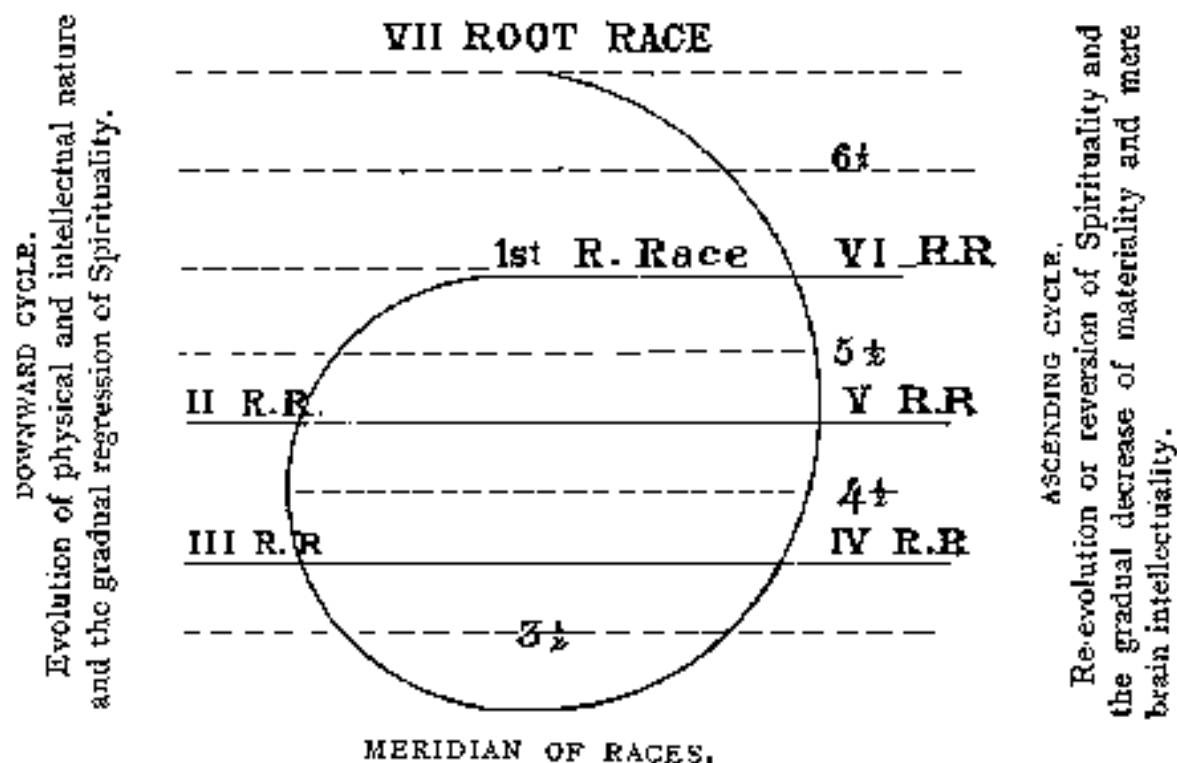 VII ROOT RACE
6½
1st R. Race VI R.R
5½
II R.R. V R.R
4½
III R. R IV R.R
3½
MERIDIAN OF RACES.
DOWNWARD CYCLE.
Evolution of physical and intellectual nature
and the gradual regression of Spirituality.
ASCENDING CYCLE.
Re-evolution or reversion of Spirituality and
the gradual decrease of materiality and mere
brain intellectuality.